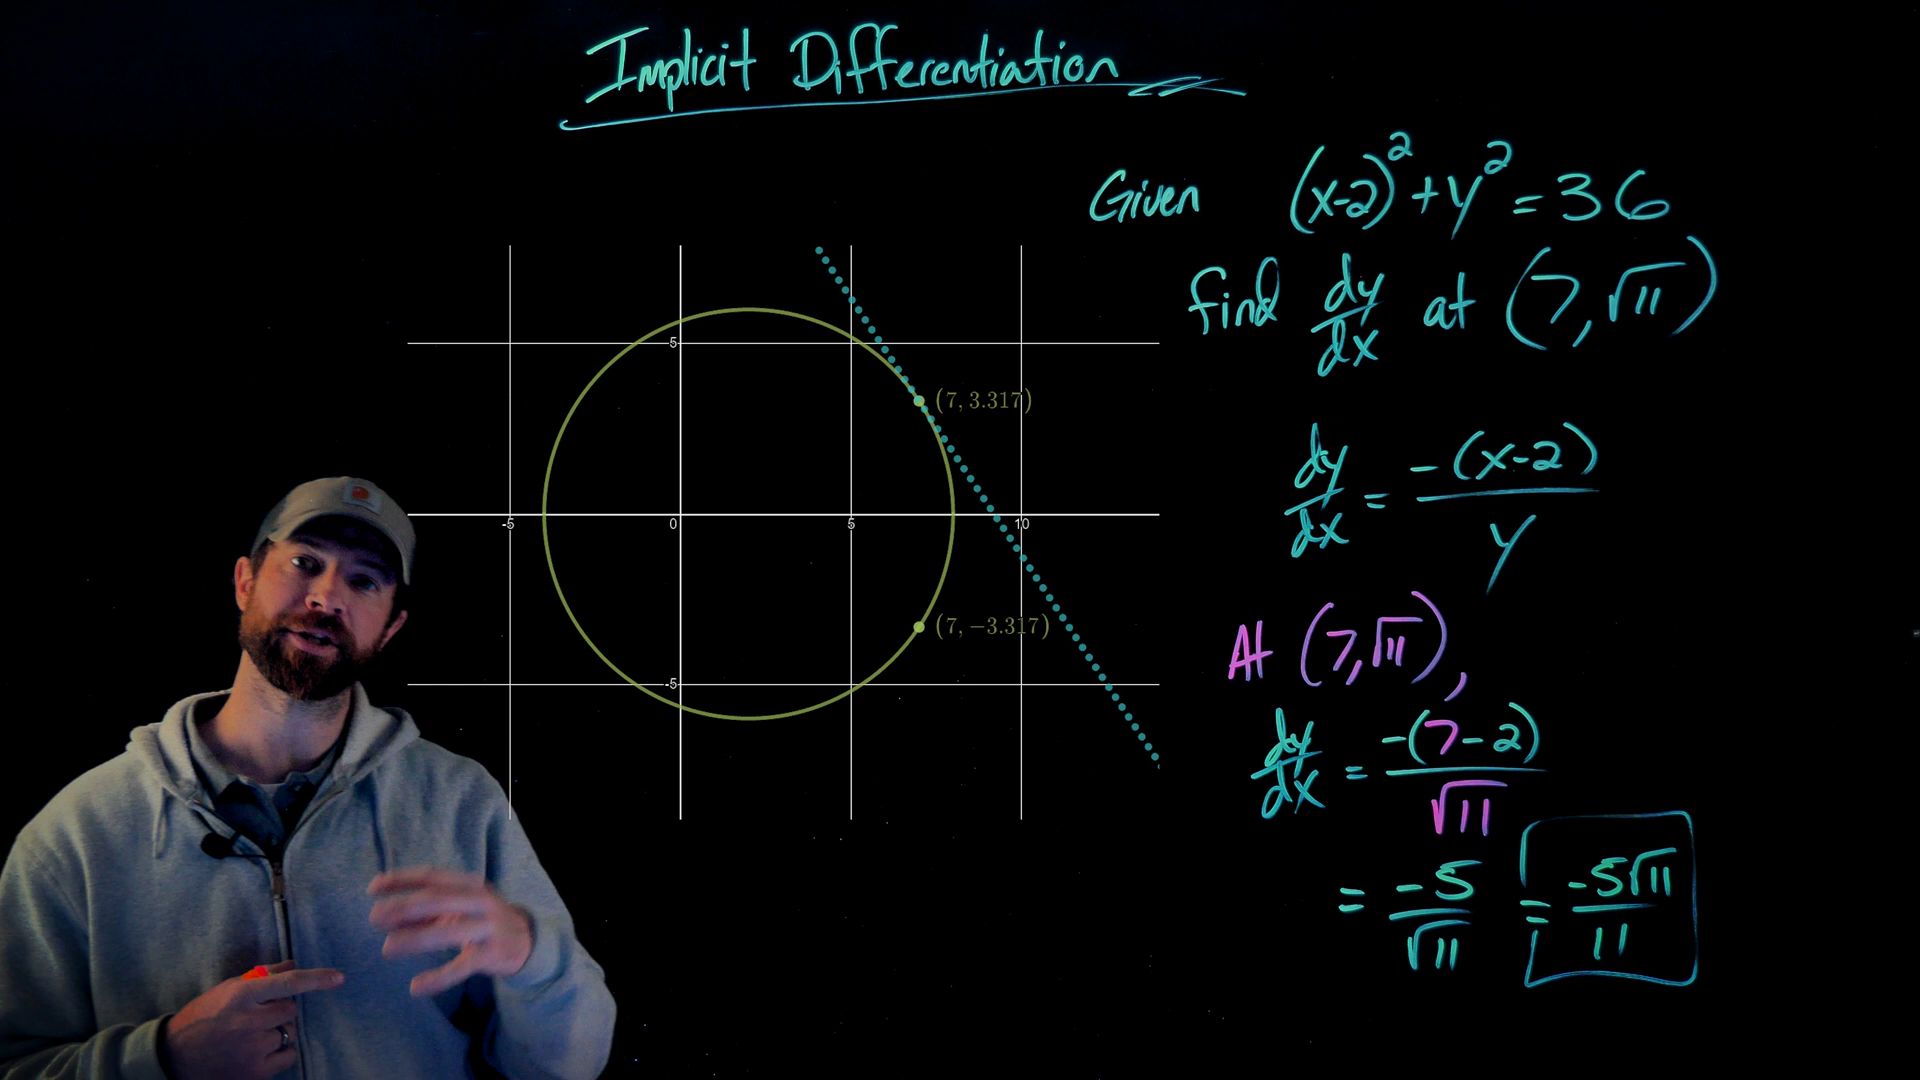 Implicit Differentiation
Given (x-2)² + y² = 36
find dy/dx at (7, √11)
5
(7, 3.317)
-5 0 5 10
(7, −3.317)
-5
dy/dx = -(x-2)/y
At (7, √11),
dy/dx = -(7-2)/√11
= -5/√11 = -5√11/11